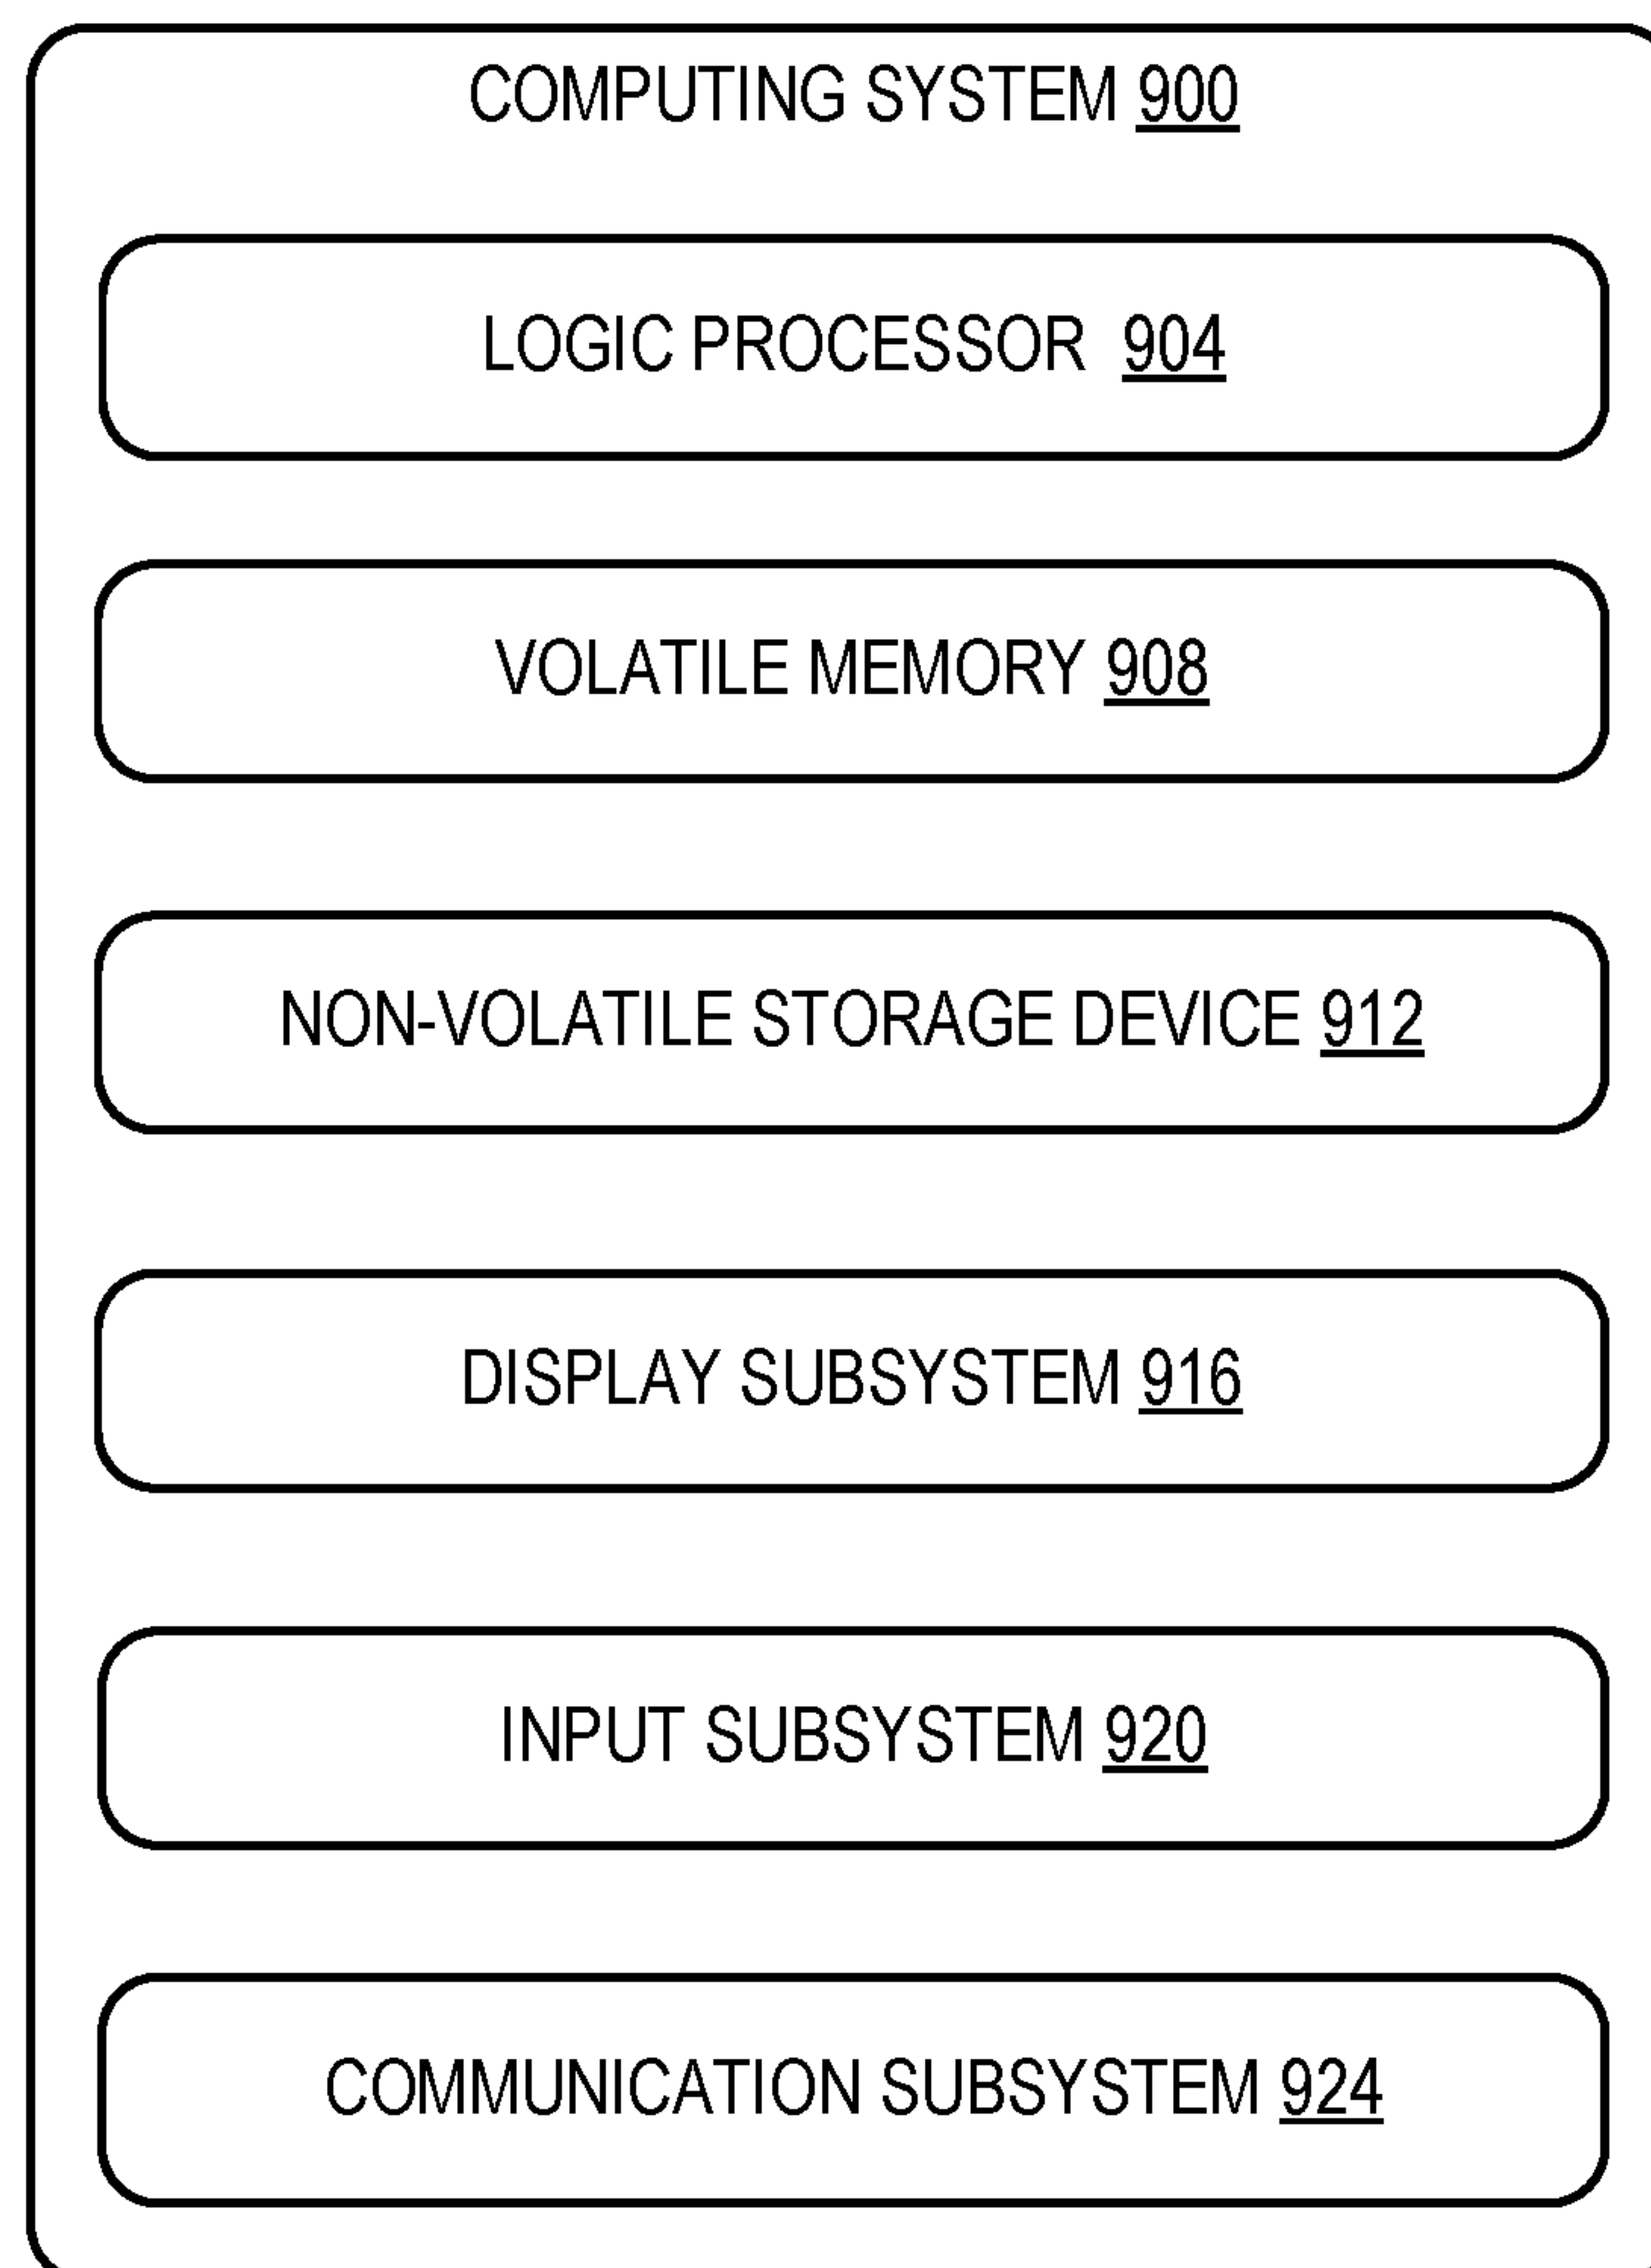 COMPUTING SYSTEM 900
LOGIC PROCESSOR 904
VOLATILE MEMORY 908
NON-VOLATILE STORAGE DEVICE 912
DISPLAY SUBSYSTEM 916
INPUT SUBSYSTEM 920
COMMUNICATION SUBSYSTEM 924